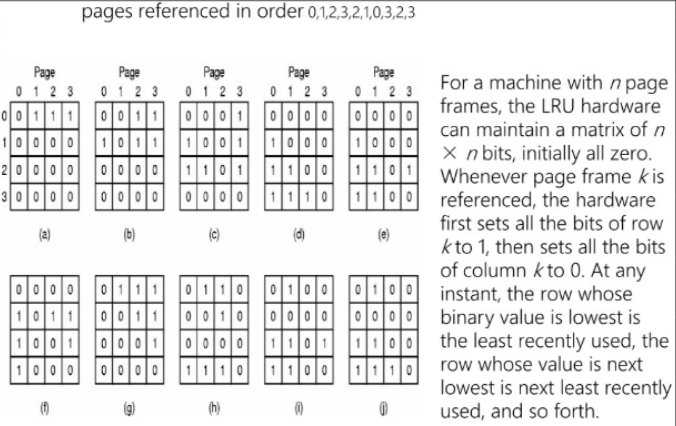 pages referenced in order 0,1,2,3,2,1,0,3,2,3
Page Page Page Page Page
0 1 2 3 0 1 2 3 0 1 2 3 0 1 2 3 0 1 2 3
0 0 1 1 1 0 0 1 1 0 0 0 1 0 0 0 0 0 0 0 0
1 0 0 0 0 1 0 1 1 1 0 0 1 1 0 0 0 1 0 0 0
2 0 0 0 0 0 0 0 0 1 1 0 1 1 1 0 0 1 1 0 1
3 0 0 0 0 0 0 0 0 0 0 0 0 1 1 1 0 1 1 0 0
(a) (b) (c) (d) (e)
0 0 0 0 0 1 1 1 0 1 1 0 0 1 0 0 0 1 0 0
1 0 1 1 0 0 1 1 0 0 1 0 0 0 0 0 0 0 0 0
1 0 0 1 0 0 0 1 0 0 0 0 1 1 0 1 1 1 0 0
1 0 0 0 0 0 0 0 1 1 1 0 1 1 0 0 1 1 1 0
(f) (g) (h) (i) (j)
For a machine with n page
frames, the LRU hardware
can maintain a matrix of n
× n bits, initially all zero.
Whenever page frame k is
referenced, the hardware
first sets all the bits of row
k to 1, then sets all the bits
of column k to 0. At any
instant, the row whose
binary value is lowest is
the least recently used, the
row whose value is next
lowest is next least recently
used, and so forth.